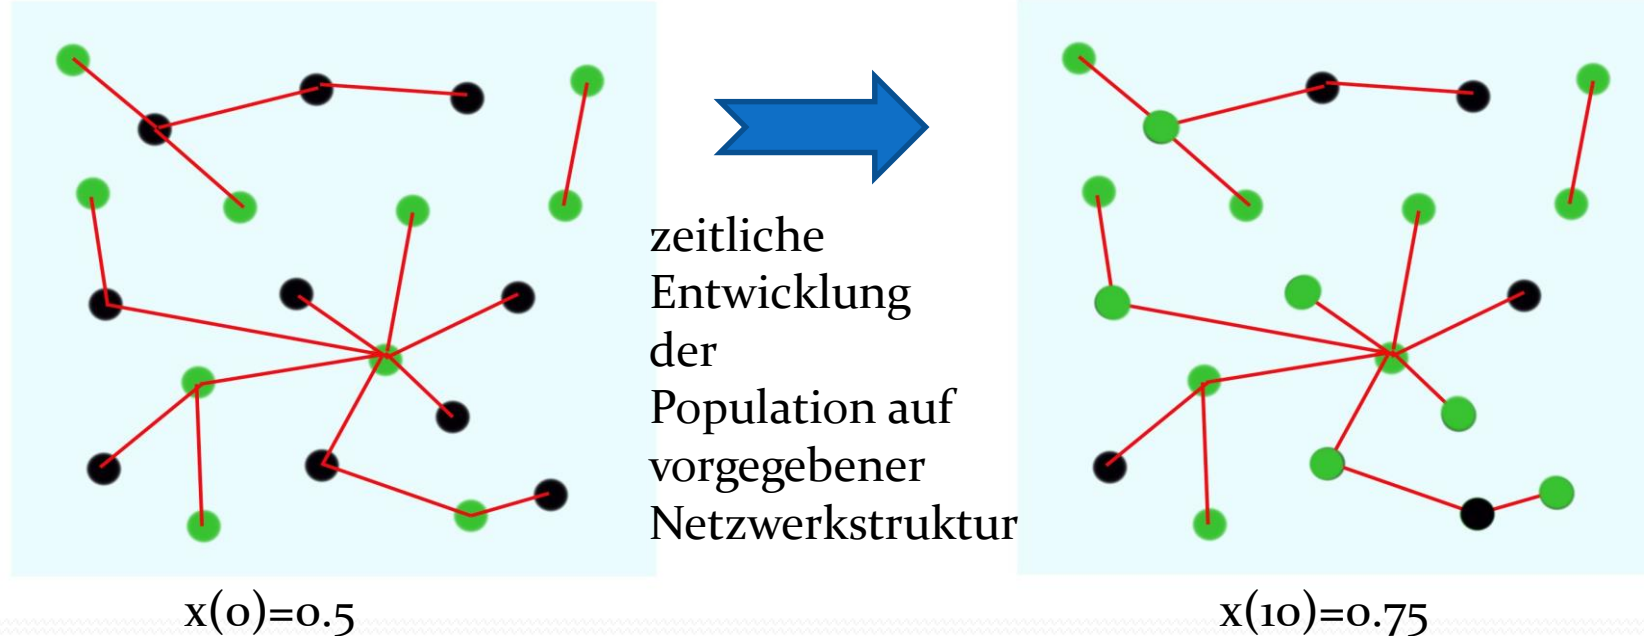 zeitliche
Entwicklung
der
Population auf
vorgegebener
Netzwerkstruktur
x(0)=0.5
x(10)=0.75